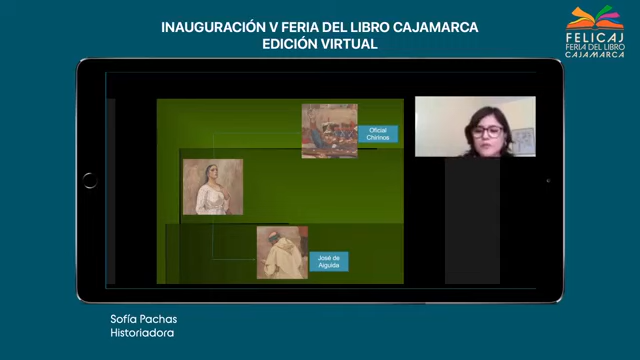 INAUGURACIÓN V FERIA DEL LIBRO CAJAMARCA
EDICIÓN VIRTUAL
FELICAJ
FERIA DEL LIBRO
CAJAMARCA
Oficial
Chirinos
José de
Aiguida
Sofía Pachas
Historiadora